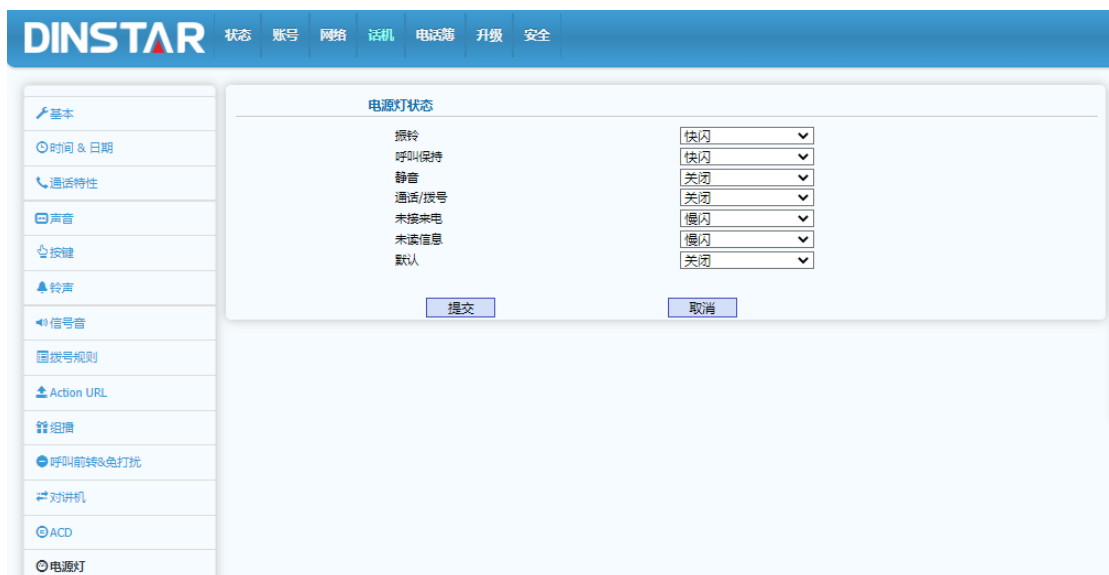 DINSTAR 状态 账号 网络 话机 电话簿 升级 安全
基本
时间 & 日期
通话特性
声音
按键
铃声
信号音
拨号规则
Action URL
组播
呼叫前转&免打扰
对讲机
ACD
电源灯
电源灯状态
振铃 快闪
呼叫保持 快闪
静音 关闭
通话/拨号 关闭
未接来电 慢闪
未读信息 慢闪
默认 关闭
提交 取消